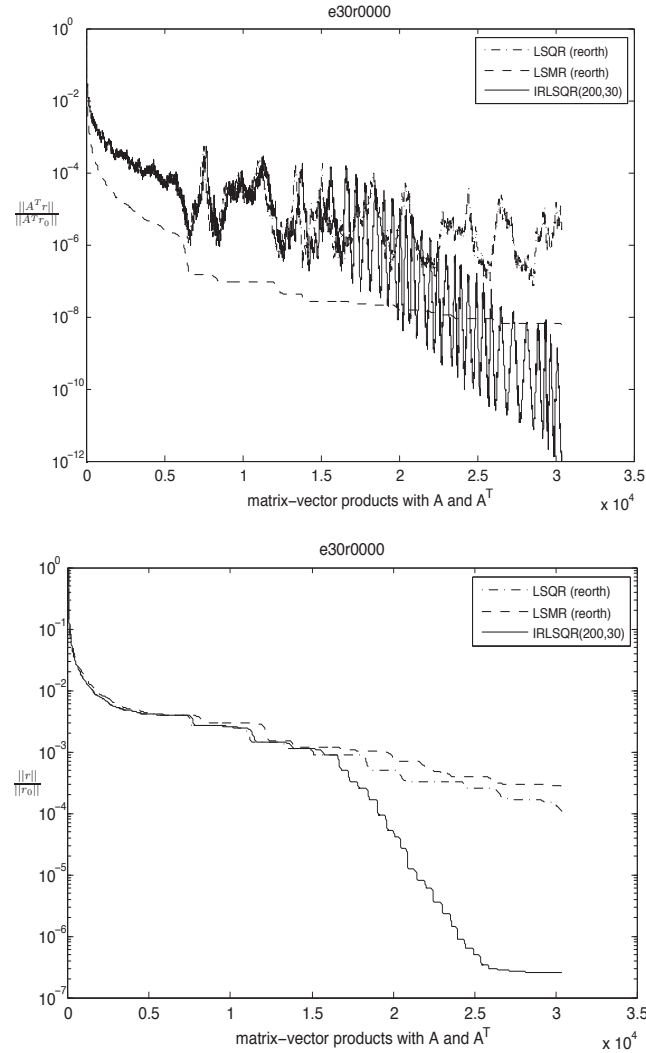 e30r0000
10^0
10^-2
10^-4
10^-6
10^-8
10^-10
10^-12
||A^T r||
||A^T r_0||
LSQR (reorth)
LSMR (reorth)
IRLSQR(200,30)
0 0.5 1 1.5 2 2.5 3 3.5
x 10^4
matrix-vector products with A and A^T
e30r0000
10^0
10^-1
10^-2
10^-3
10^-4
10^-5
10^-6
10^-7
||r||
||r_0||
LSQR (reorth)
LSMR (reorth)
IRLSQR(200,30)
0 0.5 1 1.5 2 2.5 3 3.5
x 10^4
matrix-vector products with A and A^T